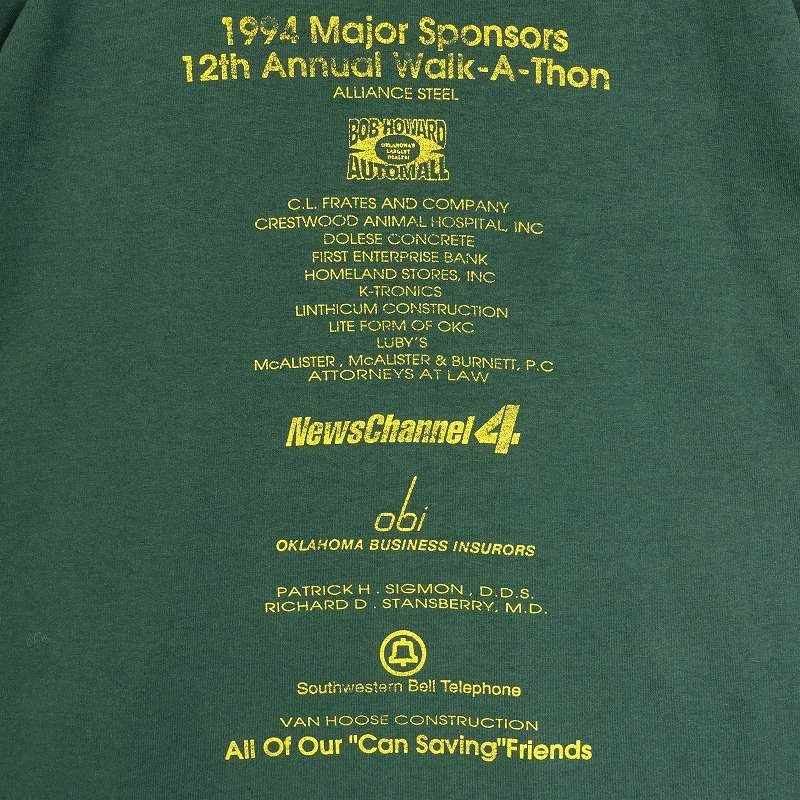 1994 Major Sponsors
12th Annual Walk-A-Thon
ALLIANCE STEEL
BOB HOWARD
OKLAHOMA'S
LARGEST
DEALER!
AUTOMALL
C.L. FRATES AND COMPANY
CRESTWOOD ANIMAL HOSPITAL, INC
DOLESE CONCRETE
FIRST ENTERPRISE BANK
HOMELAND STORES, INC
K-TRONICS
LINTHICUM CONSTRUCTION
LITE FORM OF OKC
LUBY'S
McALISTER, McALISTER & BURNETT, P.C
ATTORNEYS AT LAW
NewsChannel 4
obi
OKLAHOMA BUSINESS INSURORS
PATRICK H. SIGMON, D.D.S.
RICHARD D. STANSBERRY, M.D.
Southwestern Bell Telephone
VAN HOOSE CONSTRUCTION
All Of Our "Can Saving"Friends